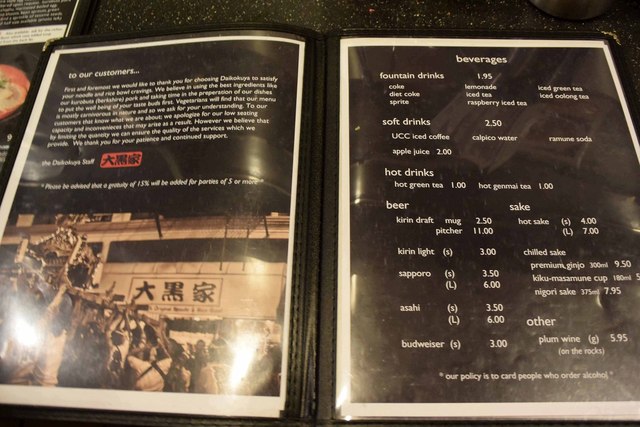 to our customers...
First and foremost we would like to thank you for choosing Daikokuya to satisfy
your noodle and rice bowl cravings. We believe in using the best ingredients like
our kurobuta (berkshire) pork and taking time in the preparation of our dishes
to put the well being of your taste buds first. Vegetarians will find that our menu
is mostly carnivorous in nature and so we ask for your understanding. To our
customers that know what we are about; we apologize for our low seating
capacity and inconveniences that may arise as a result. However we believe that
by limiting the quantity we can ensure the quality of the services which we
provide. We thank you for your patience and continued support.
the Daikokuya Staff 大黒家
* Please be advised that a gratuity of 15% will be added for parties of 5 or more *
大黒家
beverages
fountain drinks 1.95
coke lemonade iced green tea
diet coke iced tea iced oolong tea
sprite raspberry iced tea
soft drinks 2.50
UCC iced coffee calpico water ramune soda
apple juice 2.00
hot drinks
hot green tea 1.00 hot genmai tea 1.00
beer sake
kirin draft mug 2.50 hot sake (s) 4.00
pitcher 11.00 (L) 7.00
kirin light (s) 3.00 chilled sake
premium ginjo 300ml 9.50
sapporo (s) 3.50 kiku-masamune cup 180ml
(L) 6.00 nigori sake 375ml 7.95
asahi (s) 3.50
(L) 6.00 other
plum wine (g) 5.95
budweiser (s) 3.00 (on the rocks)
* our policy is to card people who order alcohol *